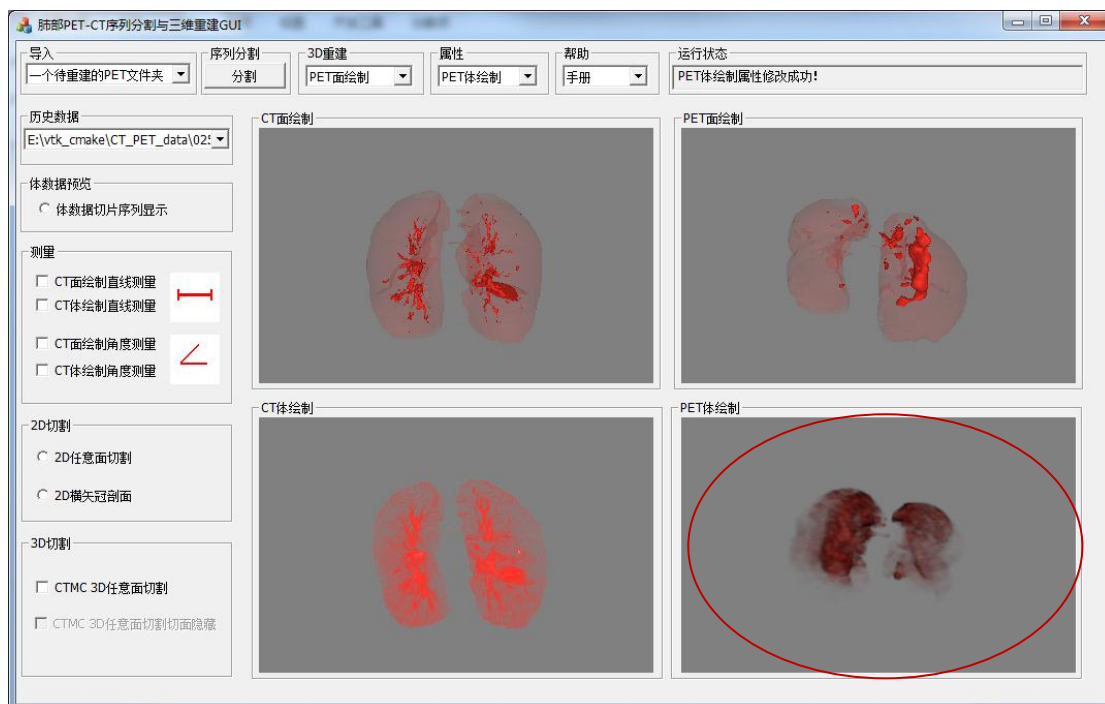 肺部PET-CT序列分割与三维重建GUI
导入
序列分割
3D重建
属性
帮助
运行状态
一个待重建的PET文件夹
分割
PET面绘制
PET体绘制
手册
PET体绘制属性修改成功!
历史数据
E:\vtk_cmake\CT_PET_data\02
体数据预览
体数据切片序列显示
测量
CT面绘制直线测量
CT体绘制直线测量
CT面绘制角度测量
CT体绘制角度测量
2D切割
2D任意面切割
2D横矢冠剖面
3D切割
CTMC 3D任意面切割
CTMC 3D任意面切割切面隐藏
CT面绘制
PET面绘制
CT体绘制
PET体绘制